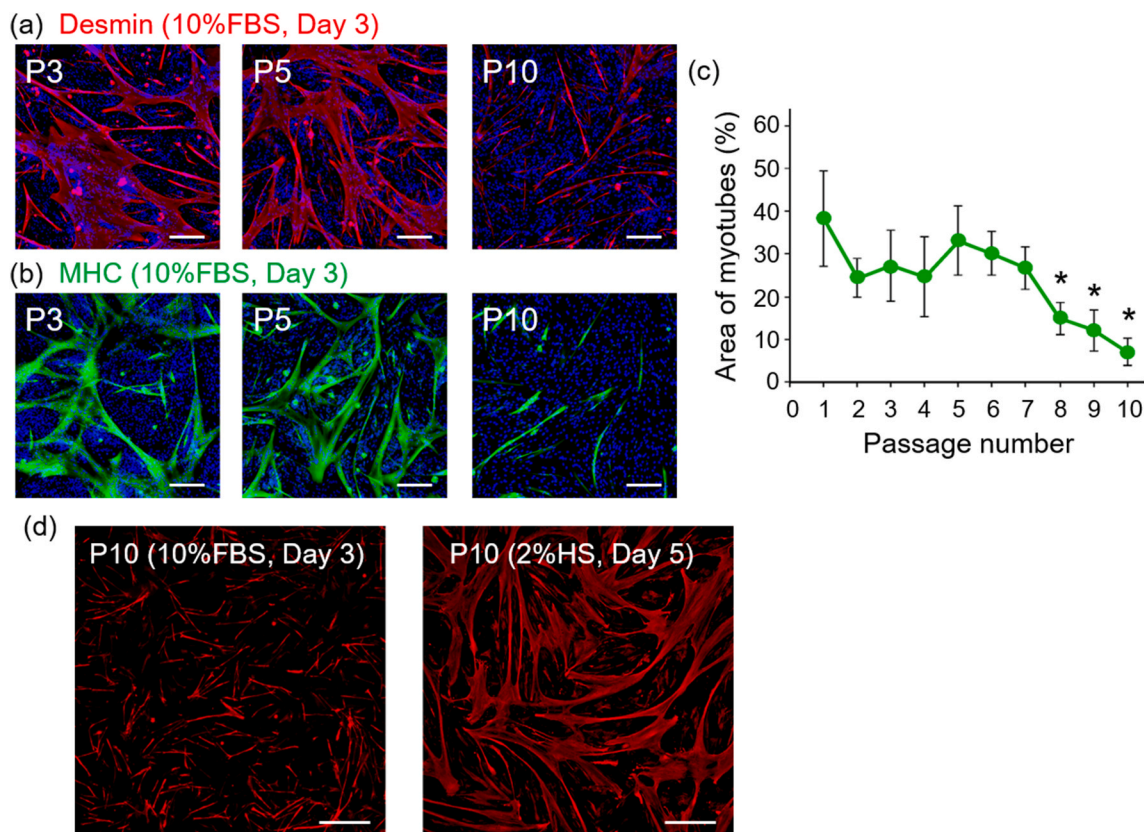 (a) Desmin (10%FBS, Day 3)
P3
P5
P10
(b) MHC (10%FBS, Day 3)
P3
P5
P10
(c)
Area of myotubes (%)
60
50
40
30
20
10
0
0 1 2 3 4 5 6 7 8 9 10
* * *
Passage number
(d)
P10 (10%FBS, Day 3)
P10 (2%HS, Day 5)